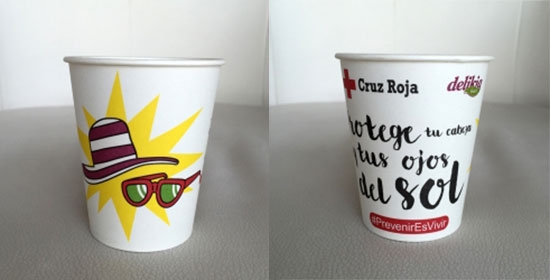 Cruz Roja
delikia
Protege tu cabeza
y tus ojos
del sol
#PrevenirEsVivir